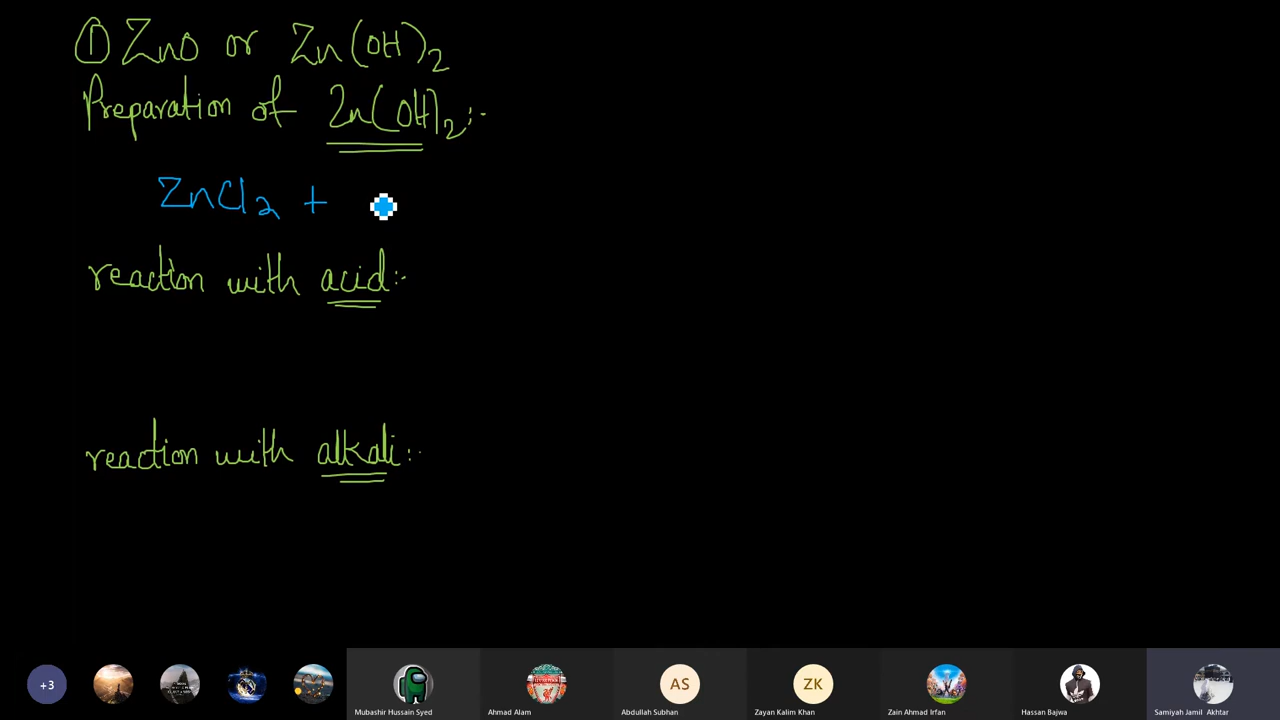 ① ZnO or Zn(OH)₂
Preparation of Zn(OH)₂:-
ZnCl₂ +
reaction with acid:-
reaction with alkali:-
+3
Mubashir Hussain Syed
Ahmad Alam
AS
Abdullah Subhan
ZK
Zayan Kalim Khan
Zain Ahmad Irfan
Hassan Bajwa
Samiyah Jamil Akhtar